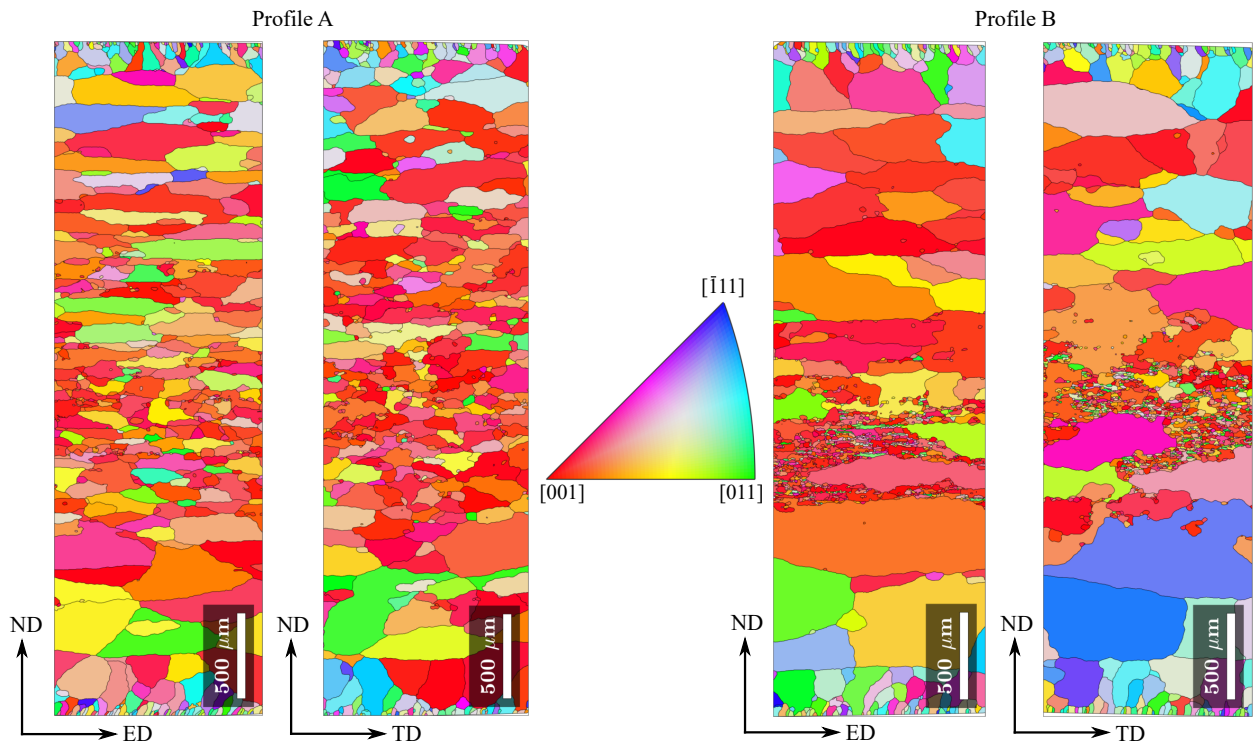 Profile A
Profile B
[1̄11]
[001]
[011]
ND
500 μm
ED
ND
500 μm
TD
ND
500 μm
ED
ND
500 μm
TD